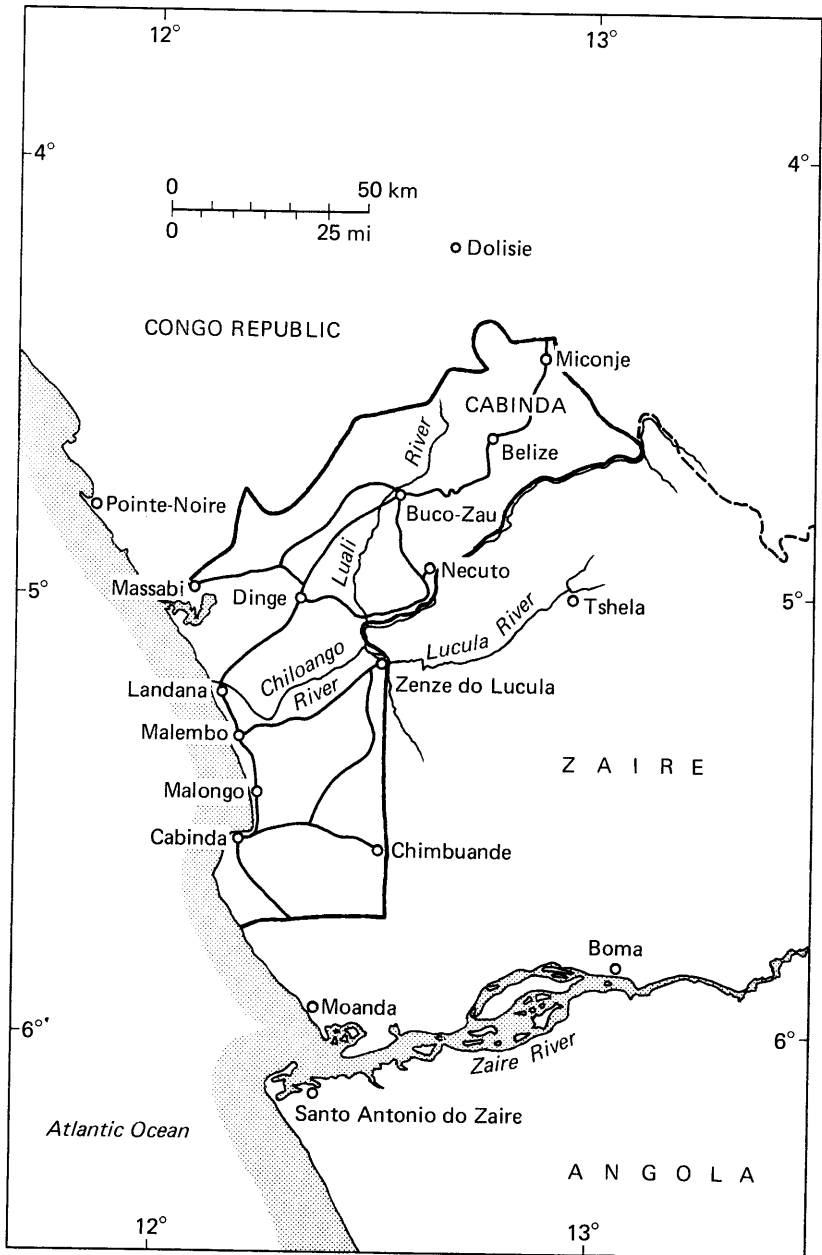 12°
13°
4°
4°
0 50 km
0 25 mi
Dolisie
CONGO REPUBLIC
Miconje
CABINDA
River
Belize
Pointe-Noire
Buco-Zau
Luali
Necuto
Massabi
5°
Dinge
5°
Tshela
Lucula River
Chiloango
River
Landana
Zenze do Lucula
Malembo
ZAIRE
Malongo
Cabinda
Chimbuande
Boma
Moanda
6°
6°
Zaire River
Santo Antonio do Zaire
Atlantic Ocean
ANGOLA
12°
13°